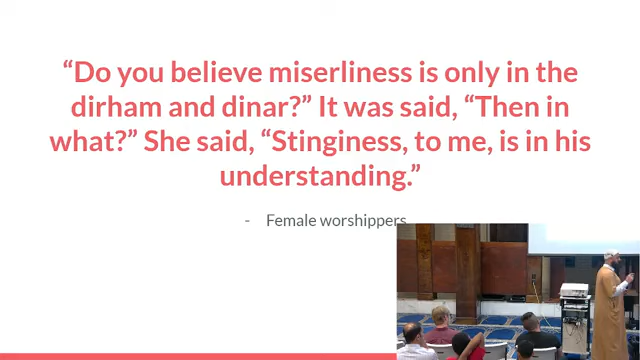 “Do you believe miserliness is only in the
dirham and dinar?” It was said, “Then in
what?” She said, “Stinginess, to me, is in his
understanding.”
- Female worshippers